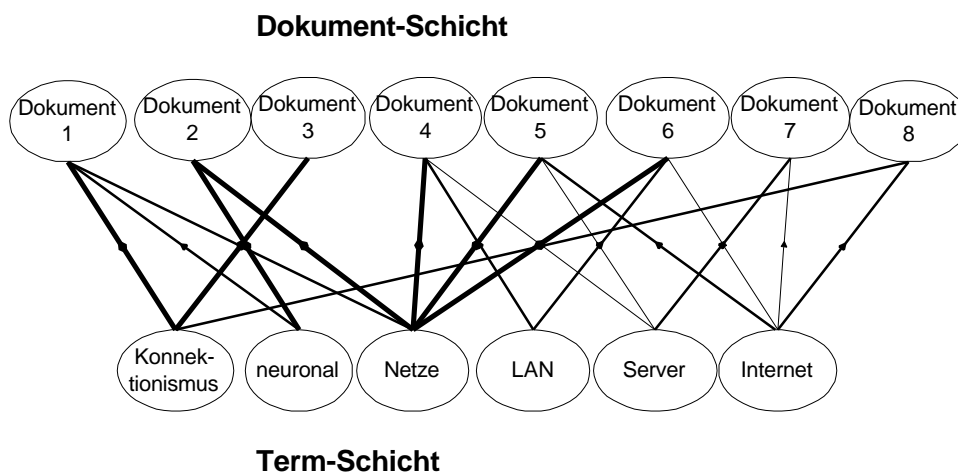 Dokument-Schicht
Dokument
1
Dokument
2
Dokument
3
Dokument
4
Dokument
5
Dokument
6
Dokument
7
Dokument
8
Konnek-
tionismus
neuronal
Netze
LAN
Server
Internet
Term-Schicht